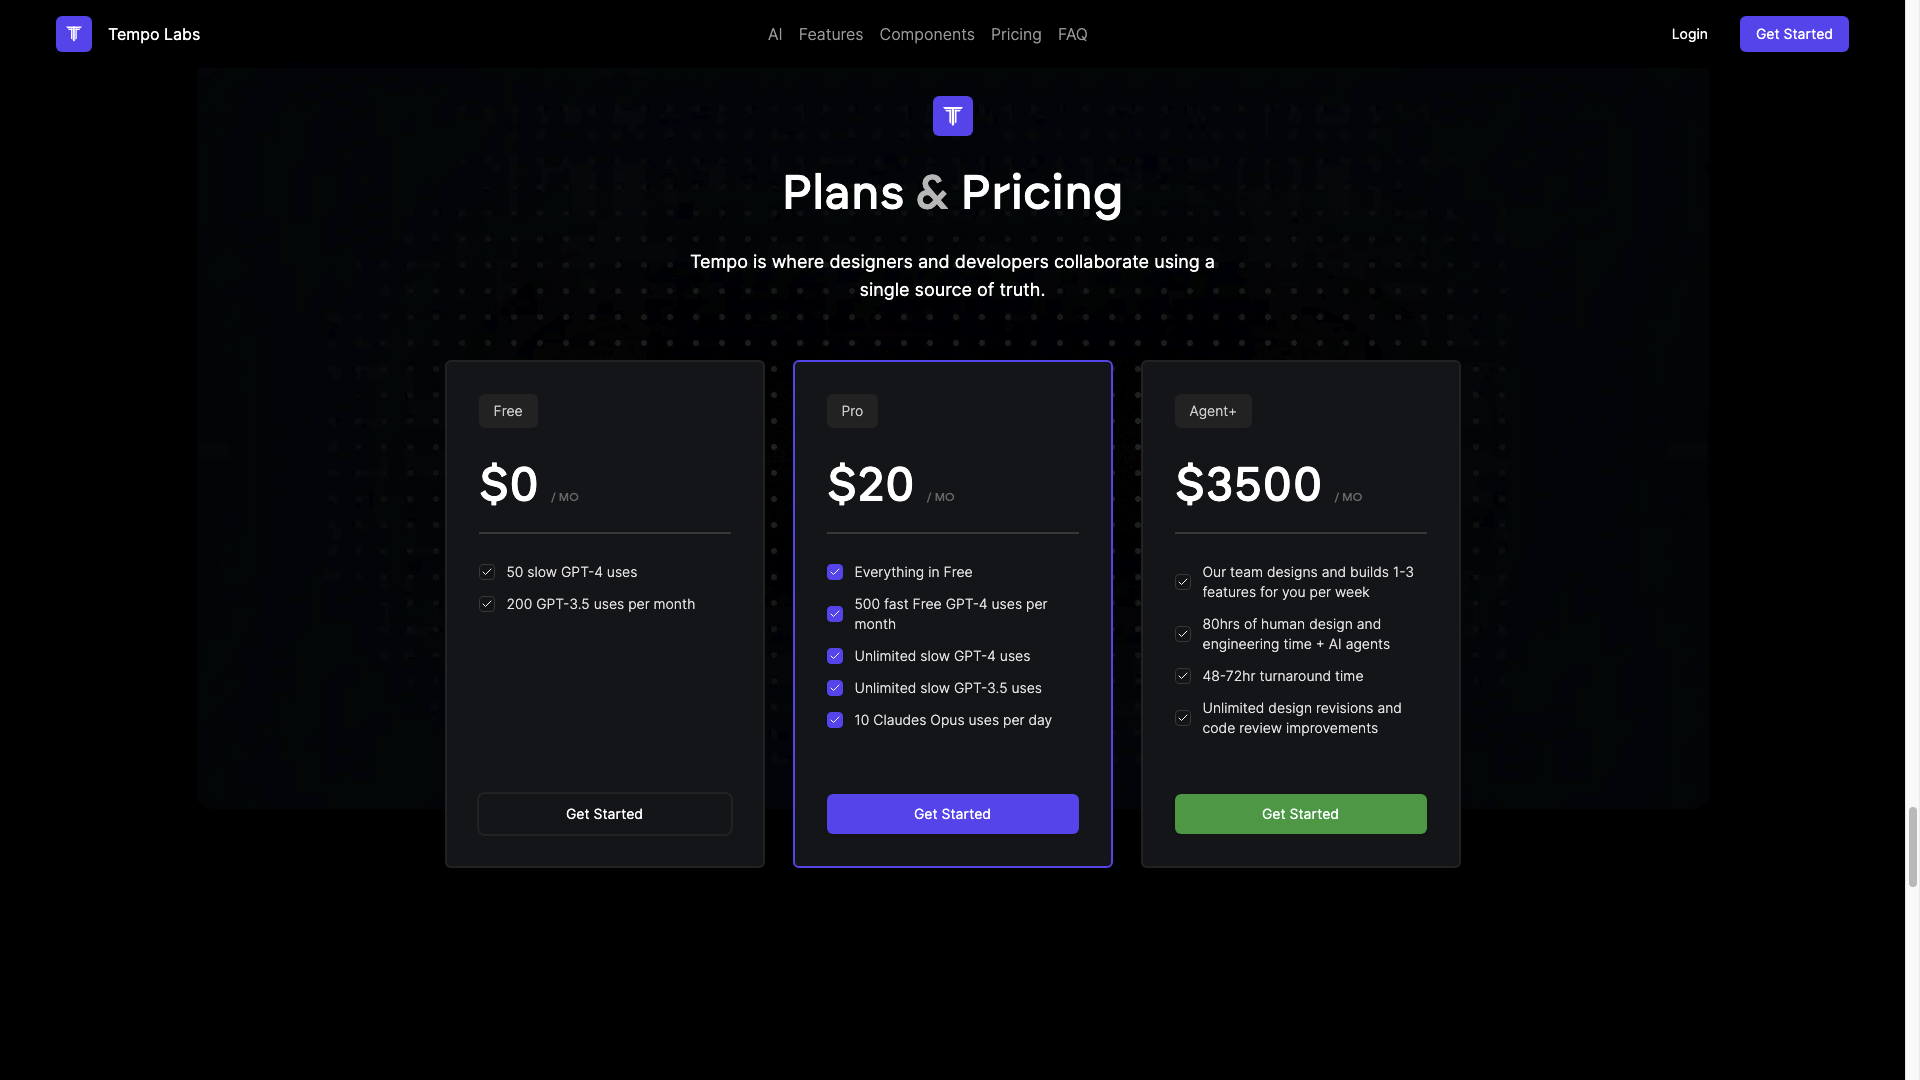 Tempo Labs
AI Features Components Pricing FAQ
Login
Get Started
Plans & Pricing
Tempo is where designers and developers collaborate using a
single source of truth.
Free
$0 / MO
50 slow GPT-4 uses
200 GPT-3.5 uses per month
Get Started
Pro
$20 / MO
Everything in Free
500 fast Free GPT-4 uses per
month
Unlimited slow GPT-4 uses
Unlimited slow GPT-3.5 uses
10 Claudes Opus uses per day
Get Started
Agent+
$3500 / MO
Our team designs and builds 1-3
features for you per week
80hrs of human design and
engineering time + AI agents
48-72hr turnaround time
Unlimited design revisions and
code review improvements
Get Started